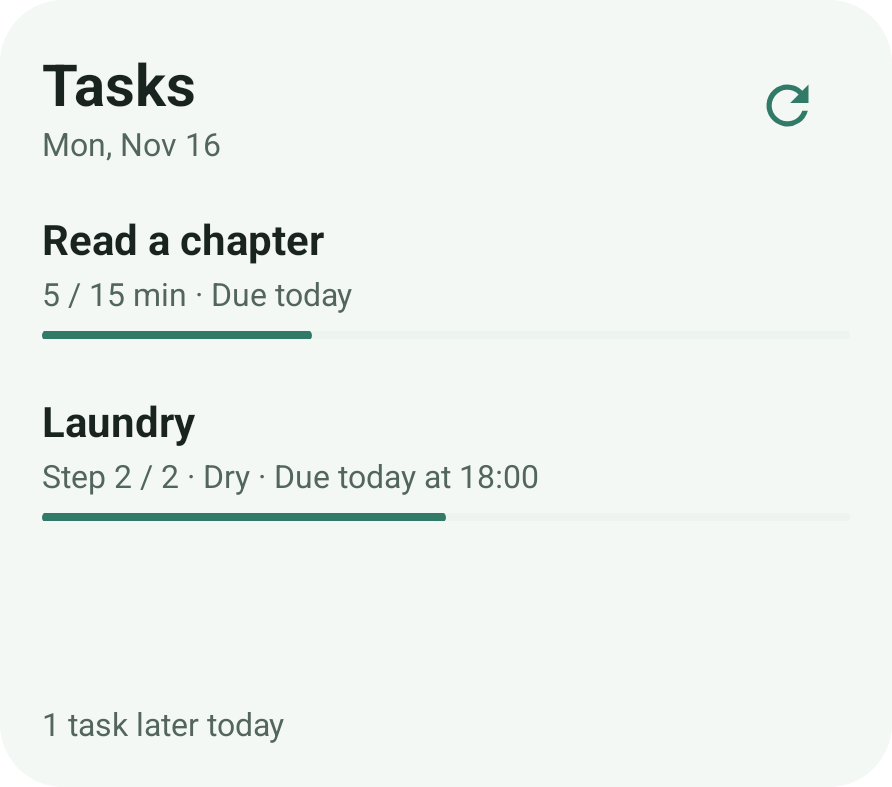 Tasks
Mon, Nov 16
Read a chapter
5 / 15 min · Due today
Laundry
Step 2 / 2 · Dry · Due today at 18:00
1 task later today